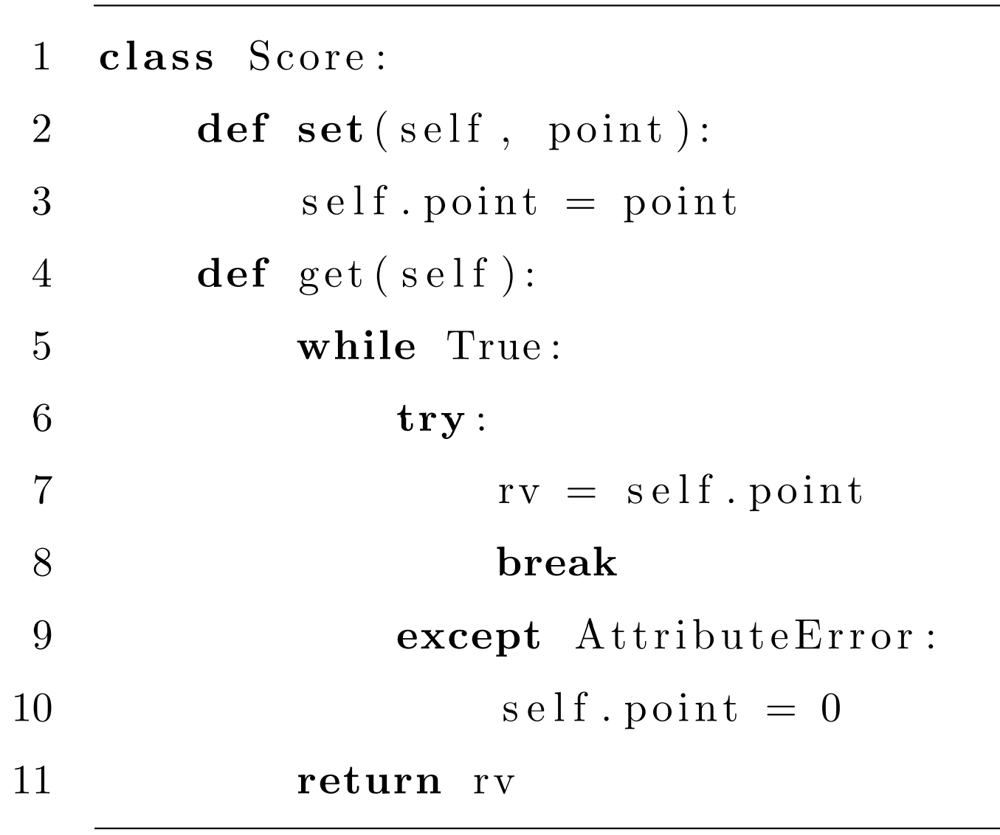 1 class Score:
2     def set(self, point):
3         self.point = point
4     def get(self):
5         while True:
6             try:
7                 rv = self.point
8                 break
9             except AttributeError:
10                 self.point = 0
11         return rv